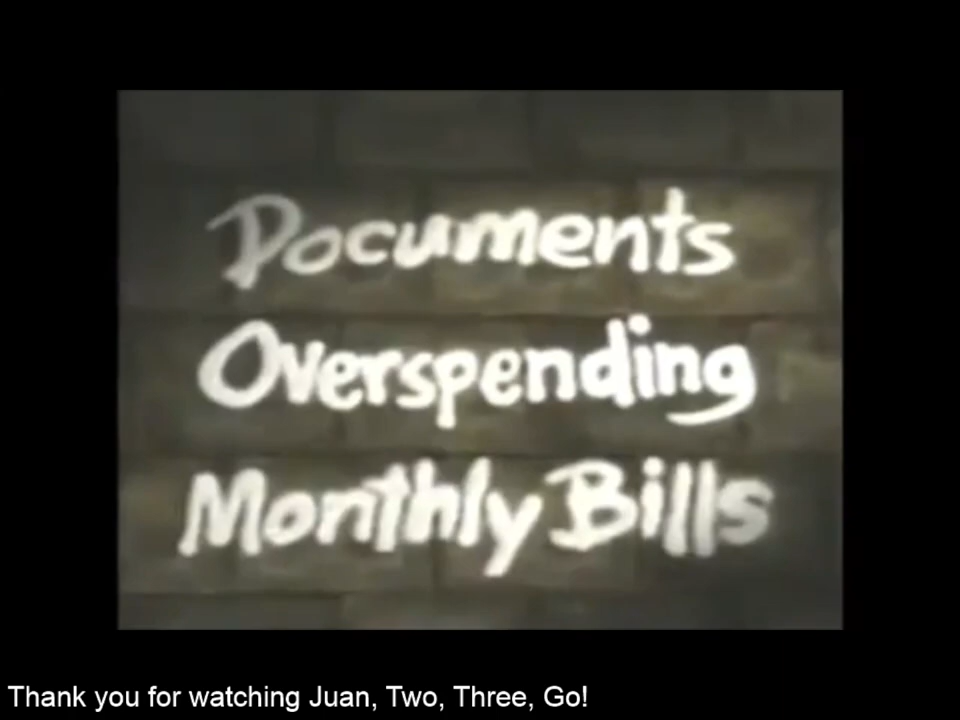 Documents
Overspending
Monthly Bills
Thank you for watching Juan, Two, Three, Go!